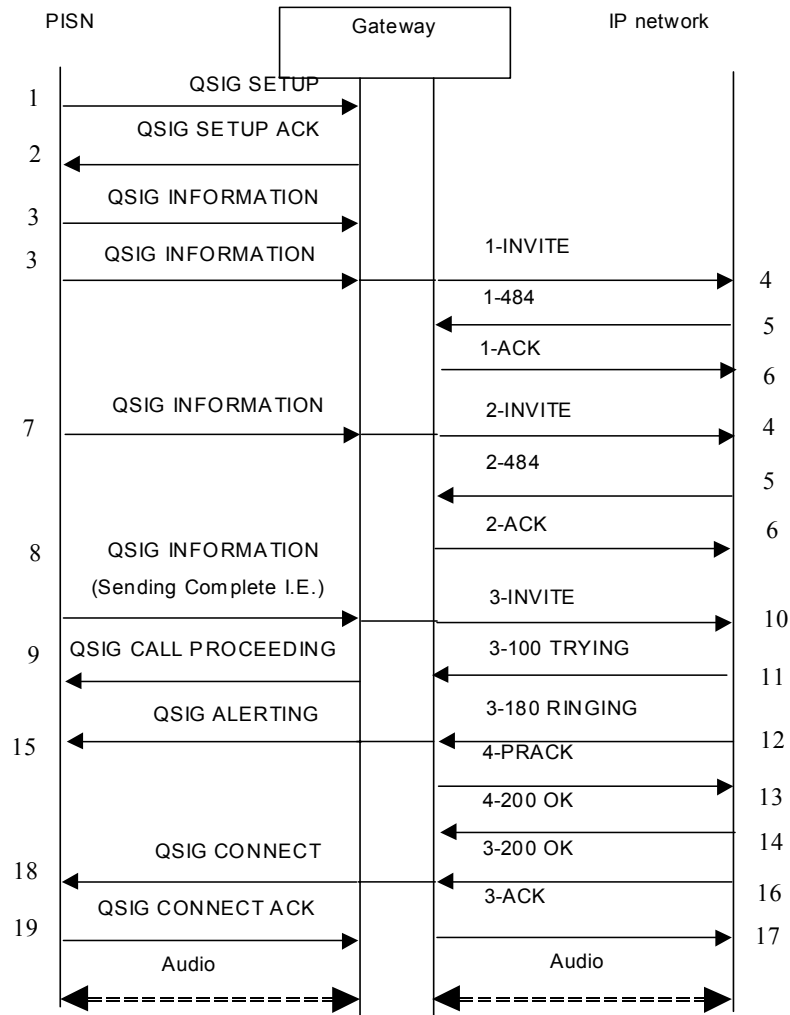 PISN Gateway IP network
QSIG SETUP
1
QSIG SETUP ACK
2
QSIG INFORMATION
3
QSIG INFORMATION 1-INVITE
3 4
1-484
5
1-ACK
6
QSIG INFORMATION 2-INVITE
7 4
2-484
5
2-ACK 6
8 QSIG INFORMATION
(Sending Complete I.E.) 3-INVITE
10
9 QSIG CALL PROCEEDING 3-100 TRYING
11
QSIG ALERTING 3-180 RINGING
15 12
4-PRACK
13
4-200 OK
14
QSIG CONNECT 3-200 OK
18 16
QSIG CONNECT ACK 3-ACK
19 17
Audio Audio